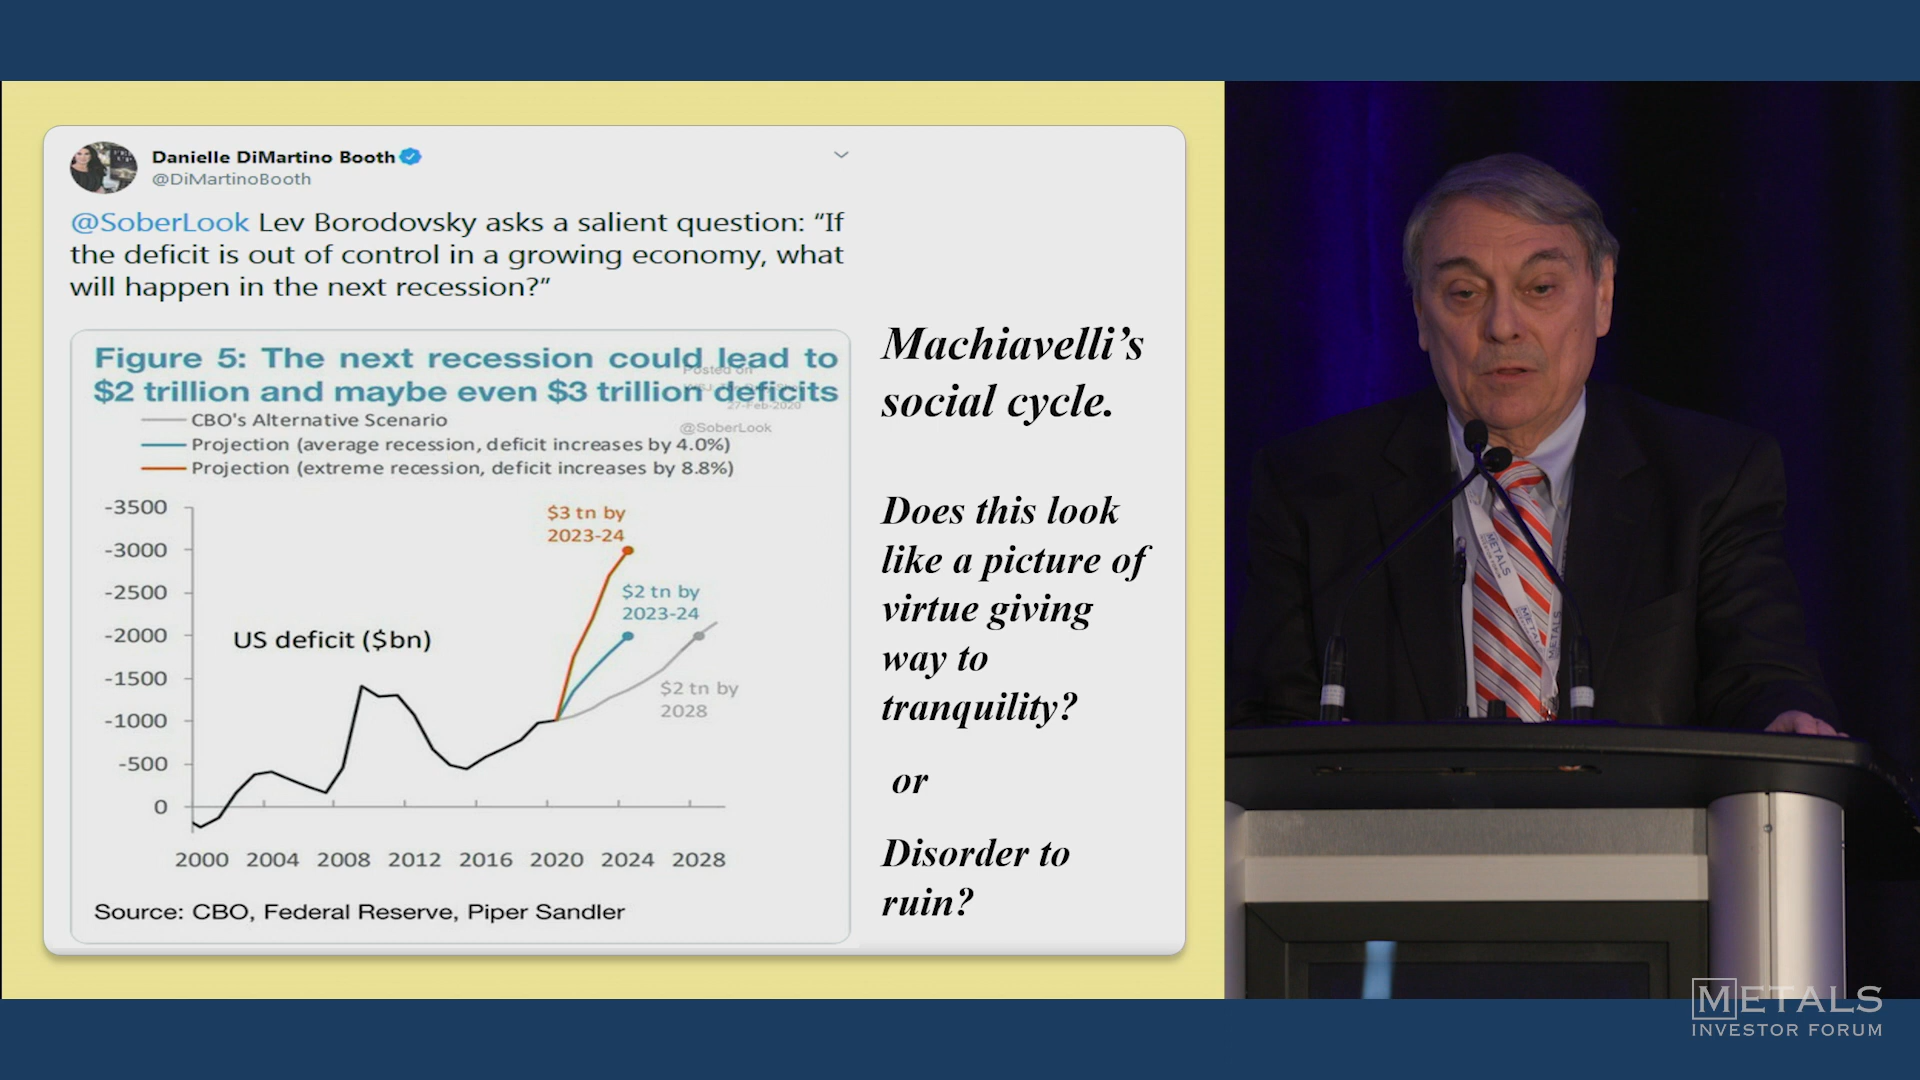 Danielle DiMartino Booth
@DiMartinoBooth
@SoberLook Lev Borodovsky asks a salient question: “If
the deficit is out of control in a growing economy, what
will happen in the next recession?”
Figure 5: The next recession could lead to
$2 trillion and maybe even $3 trillion deficits
Posted on
27-Feb-2020
@SoberLook
CBO's Alternative Scenario
Projection (average recession, deficit increases by 4.0%)
Projection (extreme recession, deficit increases by 8.8%)
-3500
-3000
-2500
-2000
-1500
-1000
-500
0
US deficit ($bn)
$3 tn by
2023-24
$2 tn by
2023-24
$2 tn by
2028
2000 2004 2008 2012 2016 2020 2024 2028
Source: CBO, Federal Reserve, Piper Sandler
Machiavelli’s
social cycle.
Does this look
like a picture of
virtue giving
way to
tranquility?
or
Disorder to
ruin?
METALS
METAL
METALS
METALS
INVESTOR FORUM